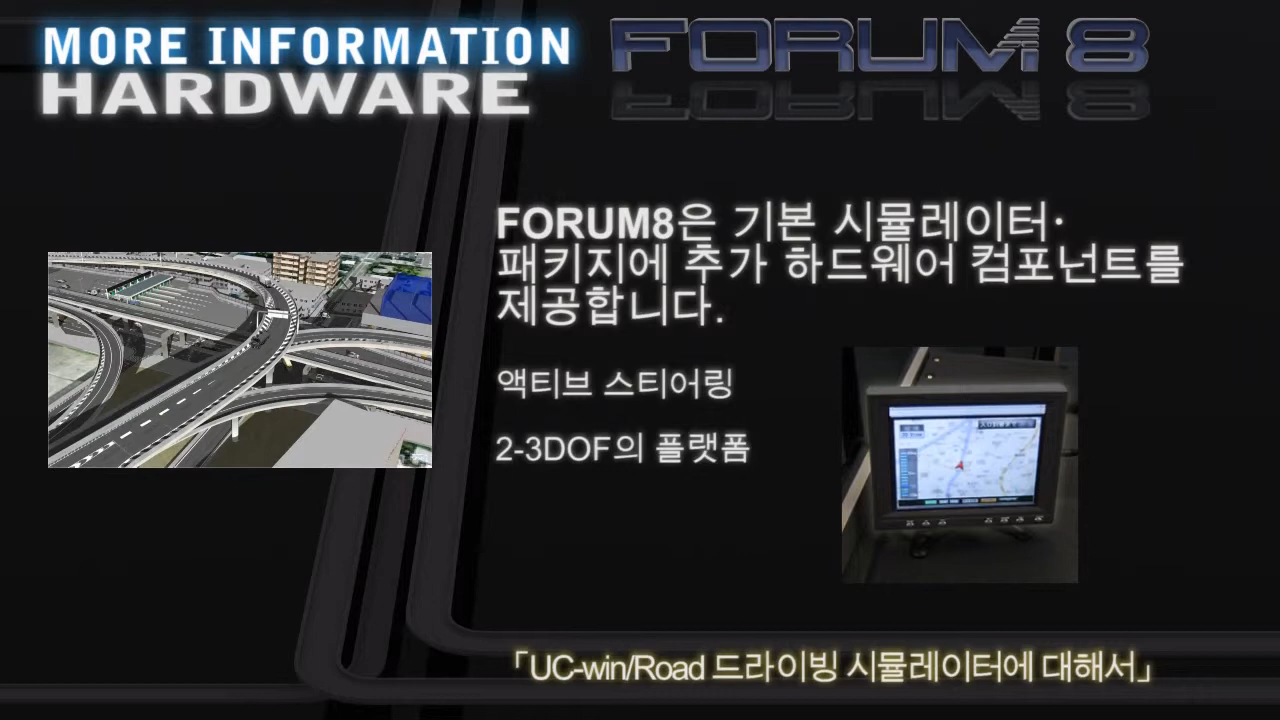 MORE INFORMATION
HARDWARE
FORUM 8
FORUM8은 기본 시뮬레이터·
패키지에 추가 하드웨어 컴포넌트를
제공합니다.
액티브 스티어링
2-3DOF의 플랫폼
「UC-win/Road 드라이빙 시뮬레이터에 대해서」